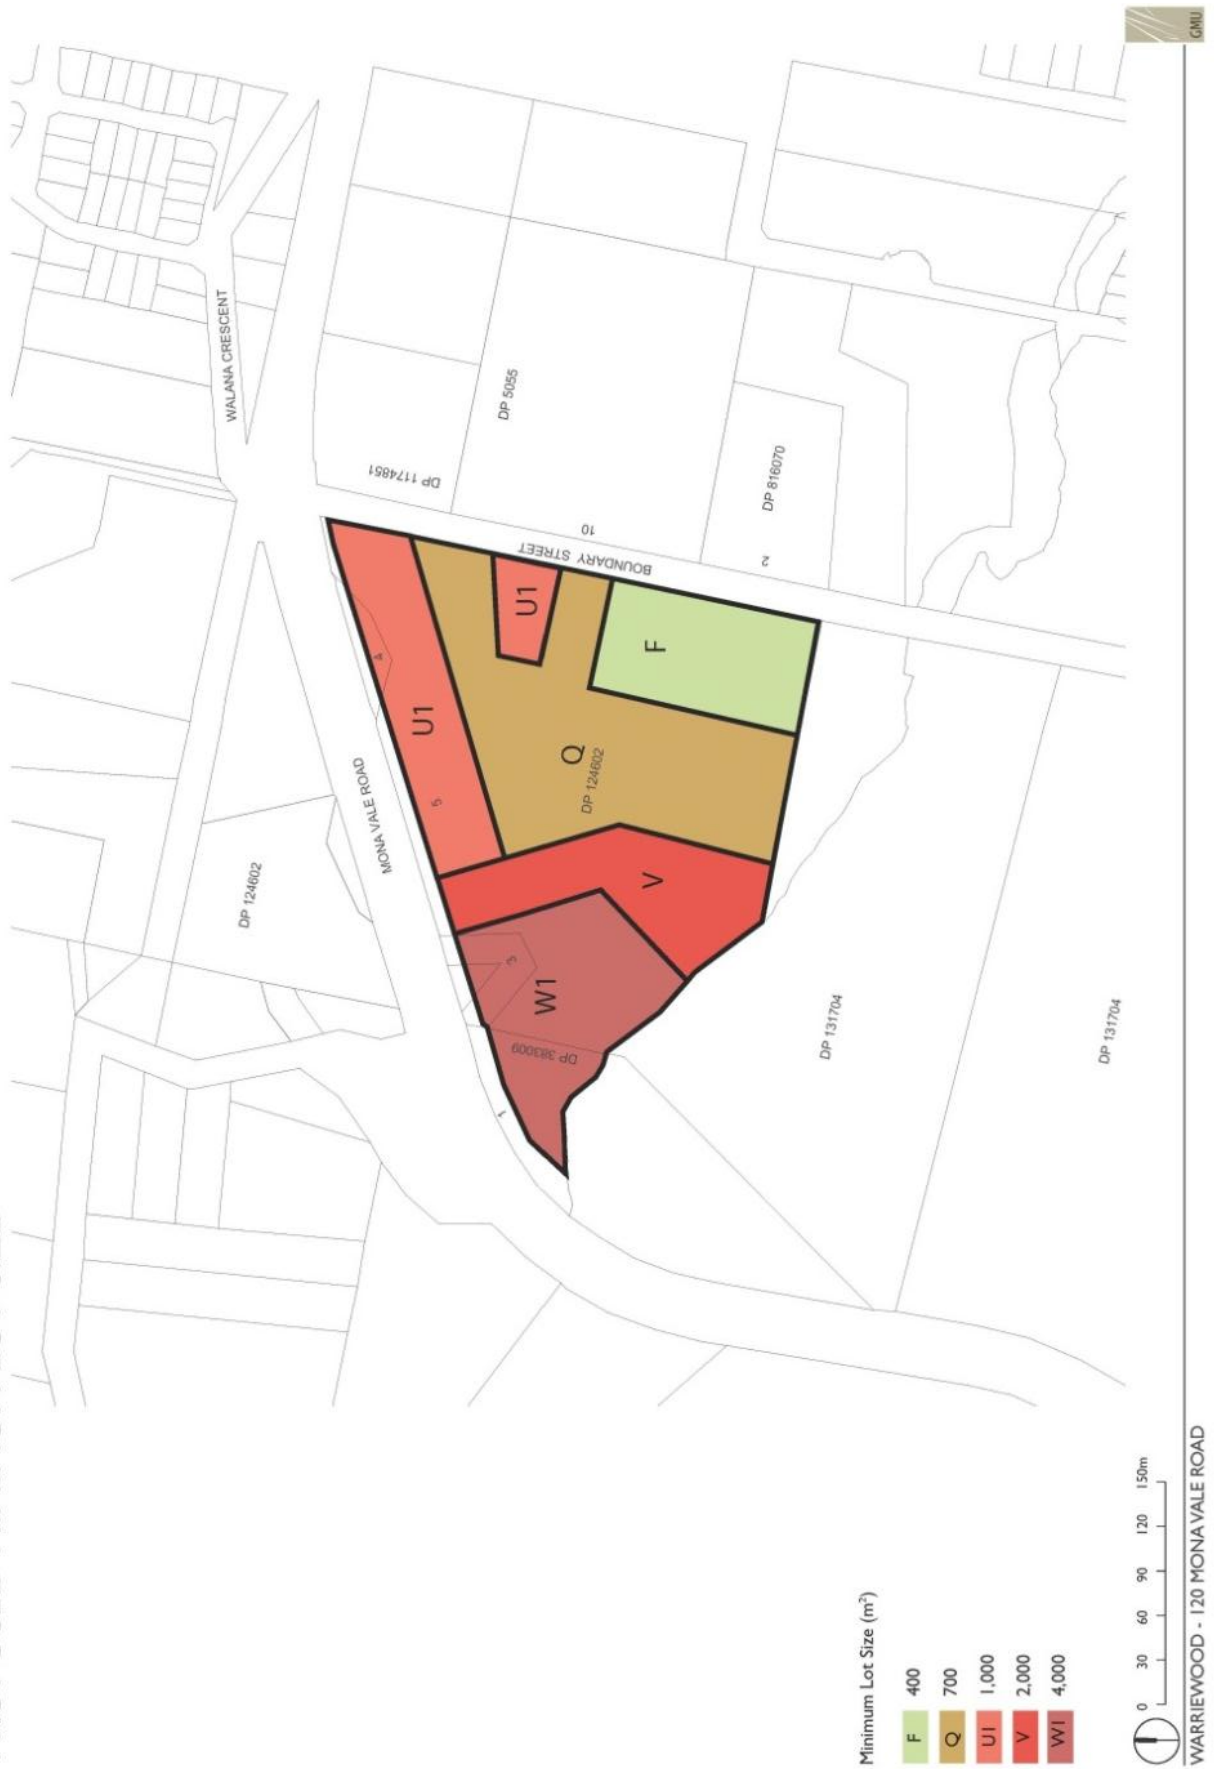 WALANA CRESCENT
DP 1174851
DP 5055
10
BOUNDARY STREET
DP 816070
2
4
U1
U1
5
F
MONA VALE ROAD
Q
DP 124602
DP 124602
V
3
W1
DP 383009
1
DP 131704
DP 131704
Minimum Lot Size (m²)
F 400
Q 700
U1 1,000
V 2,000
W1 4,000
0 30 60 90 120 150m
WARRIEWOOD - 120 MONA VALE ROAD
GMU